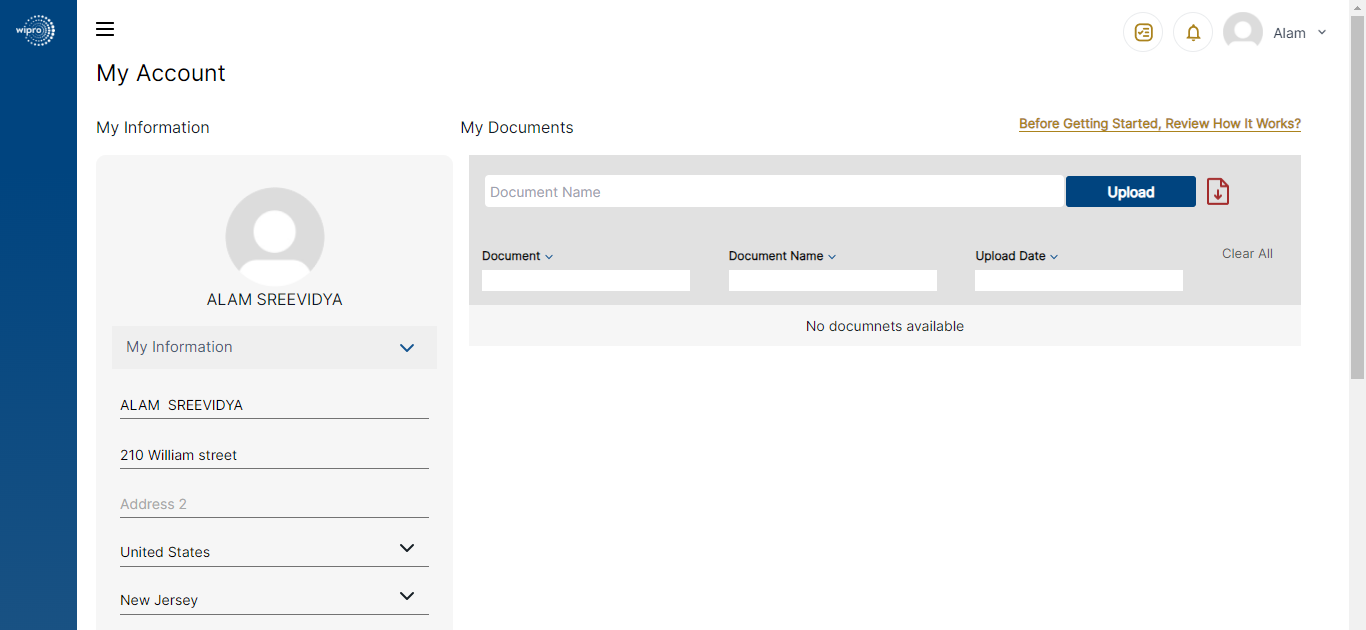 wipro
Alam
My Account
My Information
ALAM SREEVIDYA
My Information
ALAM  SREEVIDYA
210 William street
Address 2
United States
New Jersey
My Documents
Before Getting Started, Review How It Works?
Document Name
Upload
Document
Document Name
Upload Date
Clear All
No documnets available